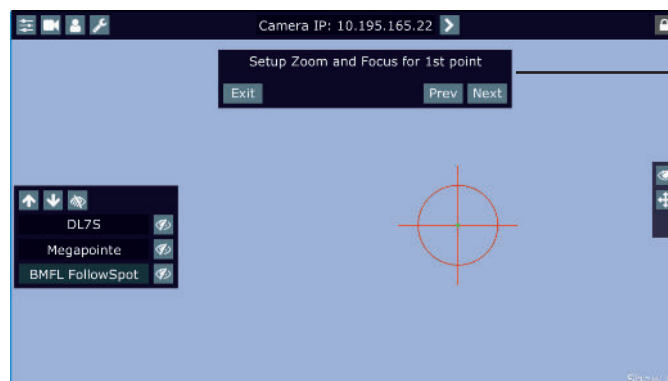 Camera IP: 10.195.165.22
Setup Zoom and Focus for 1st point
Exit Prev Next
DL7S
Megapointe
BMFL FollowSpot